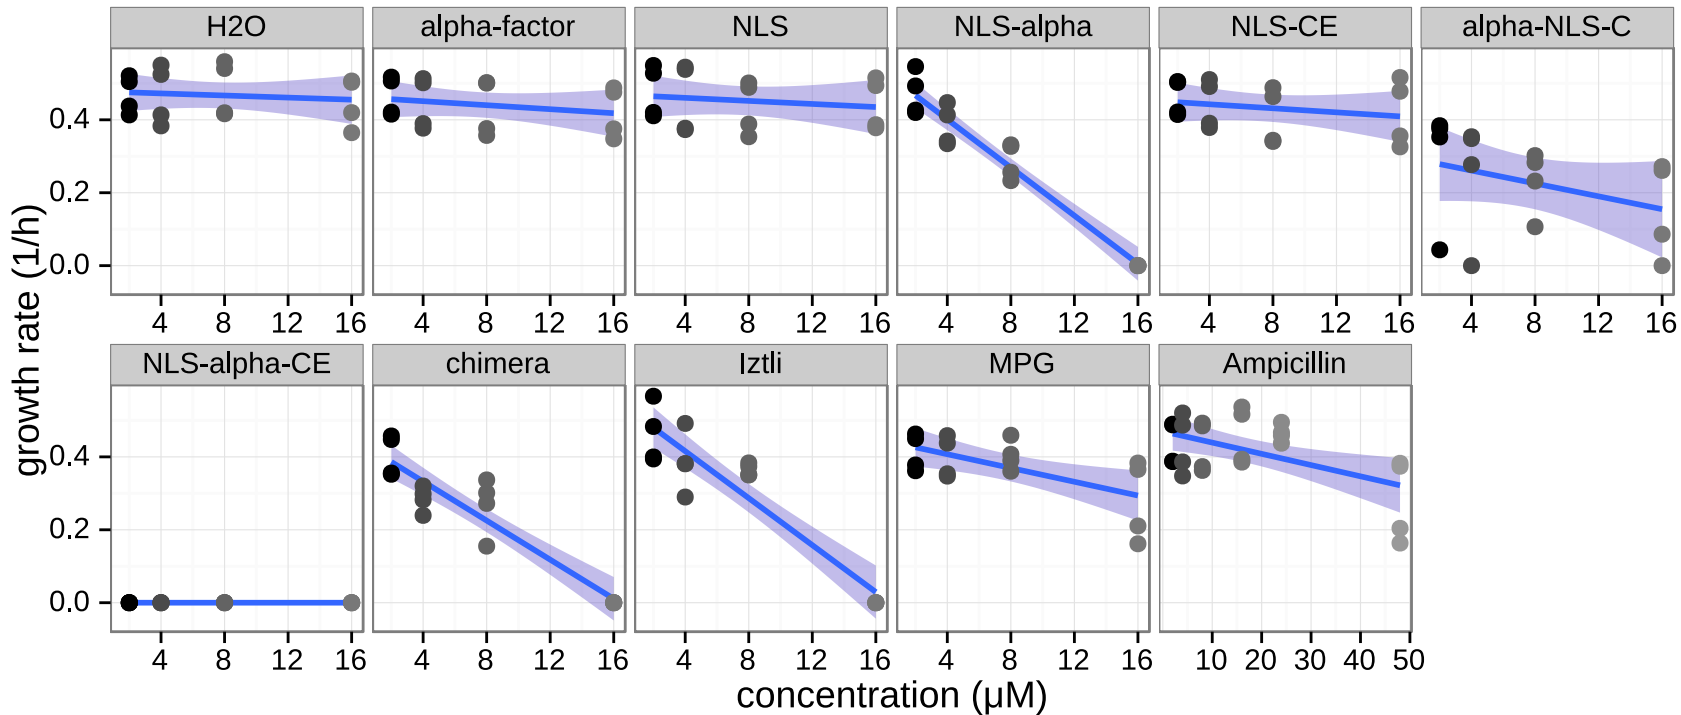 H2O alpha-factor NLS NLS-alpha NLS-CE alpha-NLS-C
0.4
0.2
0.0
4 8 12 16 4 8 12 16 4 8 12 16 4 8 12 16 4 8 12 16 4 8 12 16
growth rate (1/h)
NLS-alpha-CE chimera Iztli MPG Ampicillin
0.4
0.2
0.0
4 8 12 16 4 8 12 16 4 8 12 16 4 8 12 16 10 20 30 40 50
concentration (µM)